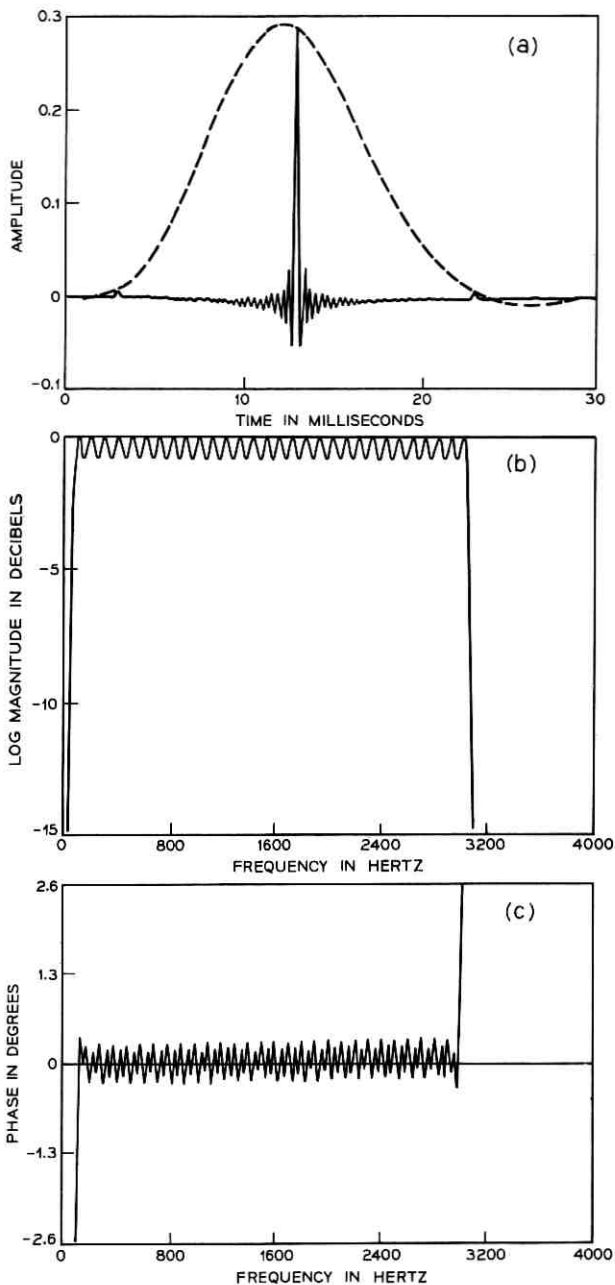 (a)
0.3
0.2
0.1
0
-0.1
AMPLITUDE
0 10 20 30
TIME IN MILLISECONDS
(b)
0
-5
-10
-15
LOG MAGNITUDE IN DECIBELS
0 800 1600 2400 3200 4000
FREQUENCY IN HERTZ
(c)
2.6
1.3
0
-1.3
-2.6
PHASE IN DEGREES
0 800 1600 2400 3200 4000
FREQUENCY IN HERTZ